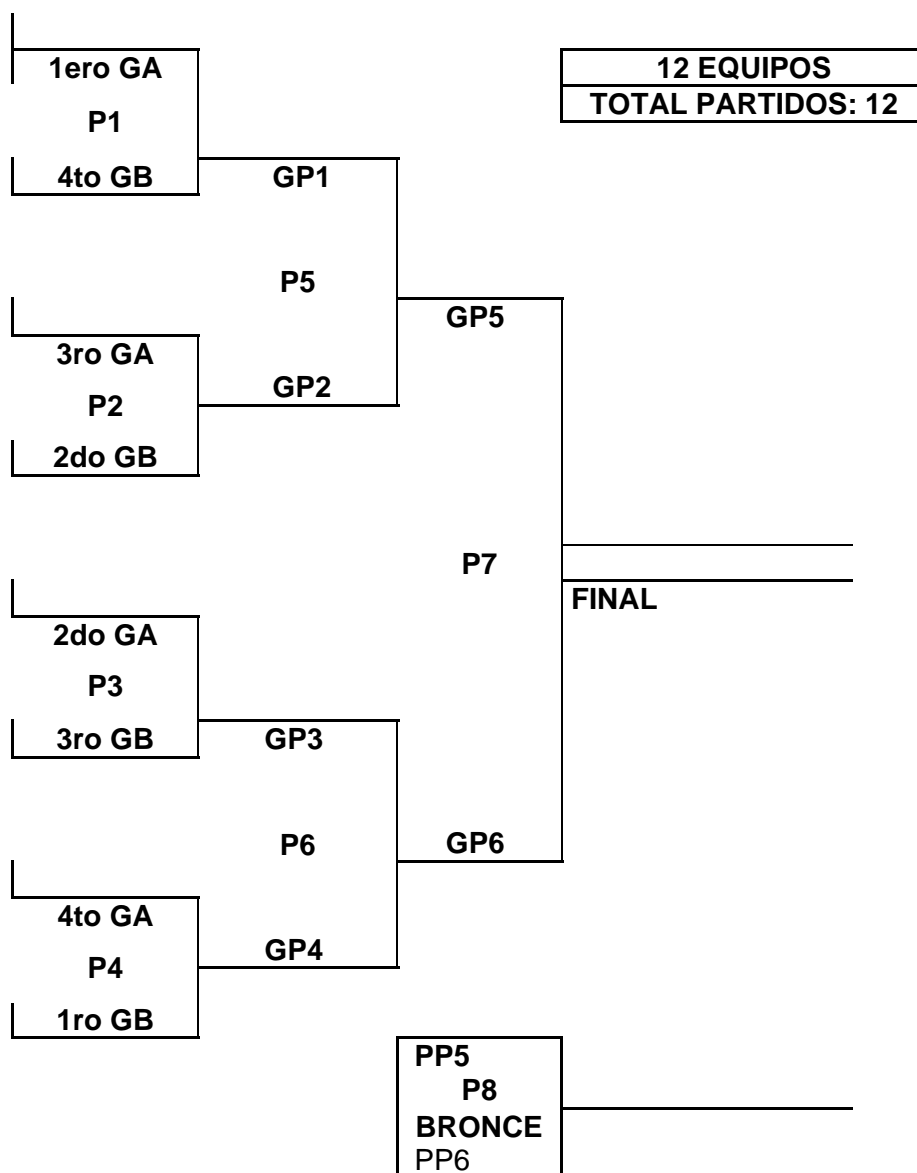 1ero GA
12 EQUIPOS
P1
TOTAL PARTIDOS: 12
4to GB
GP1
P5
GP5
3ro GA
GP2
P2
2do GB
P7
FINAL
2do GA
P3
3ro GB
GP3
P6
GP6
4to GA
GP4
P4
1ro GB
PP5
P8
BRONCE
PP6